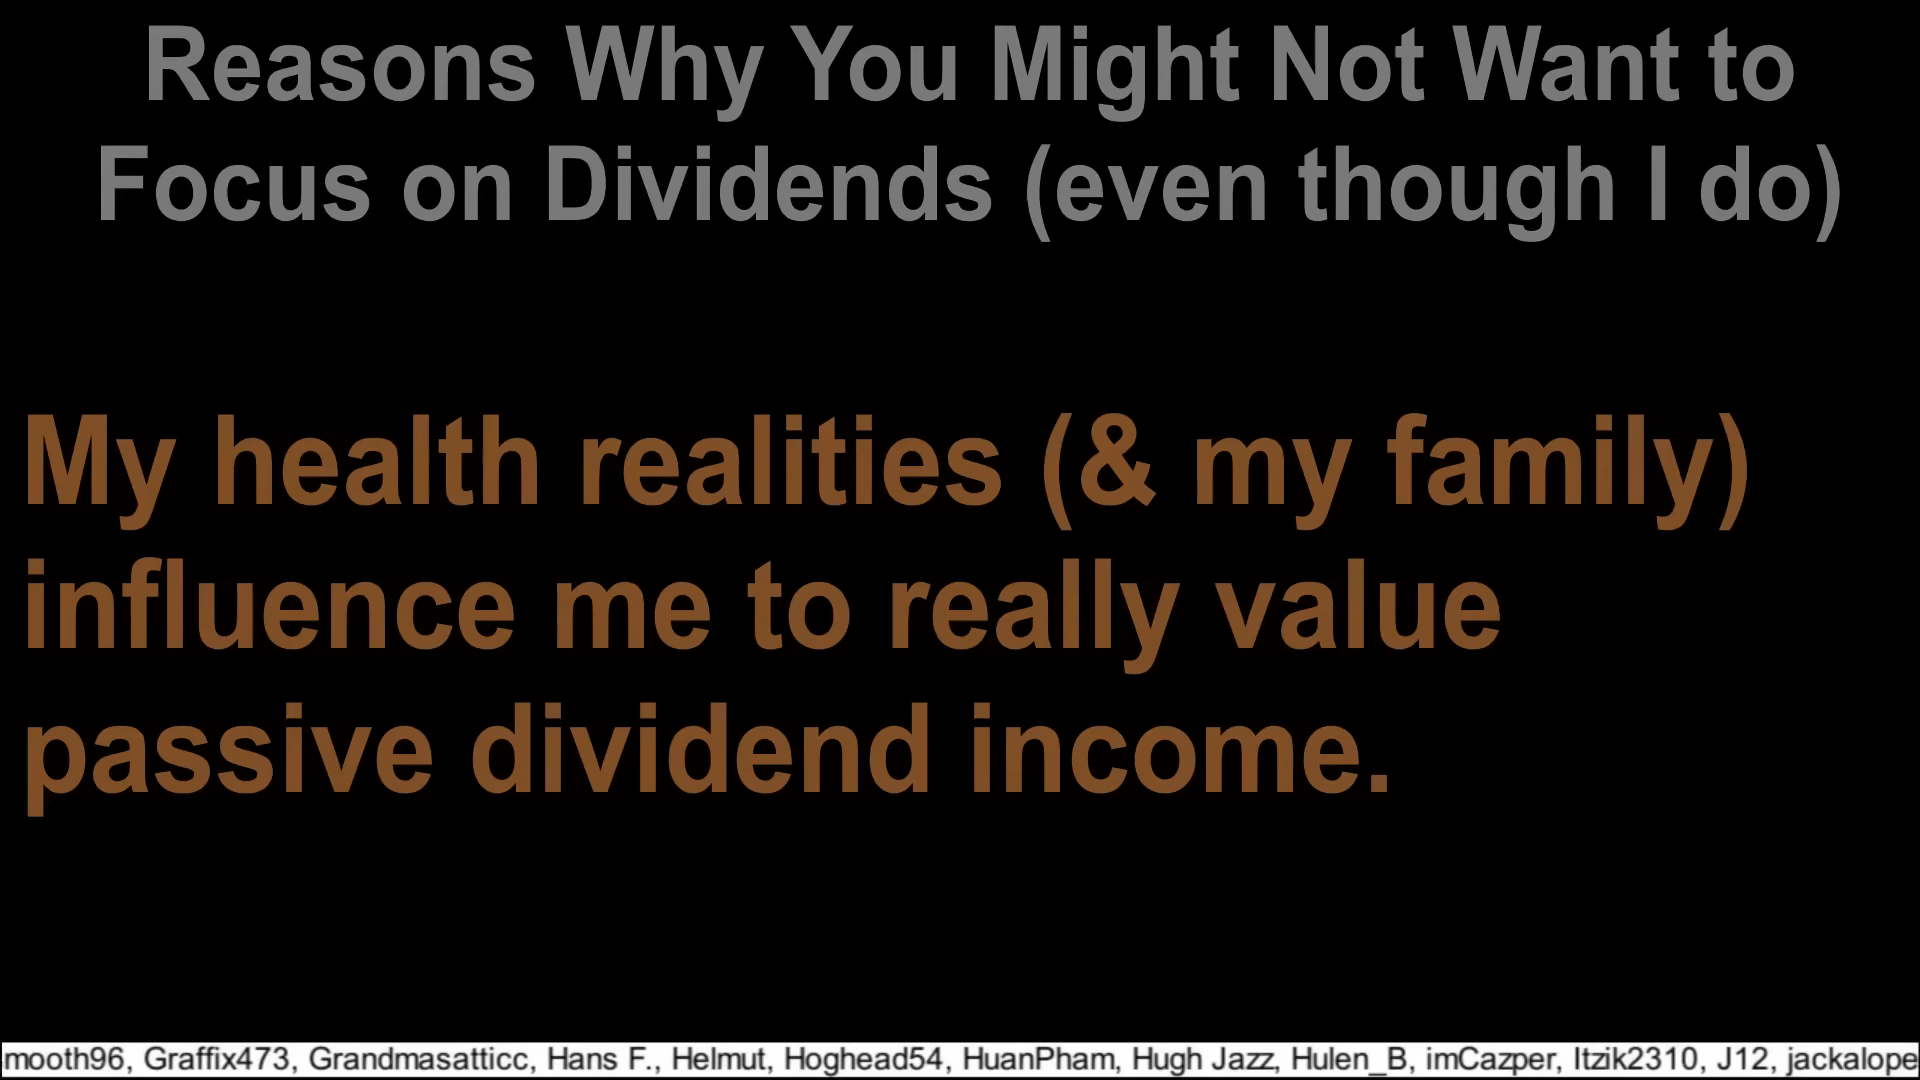 Reasons Why You Might Not Want to
Focus on Dividends (even though I do)
My health realities (& my family)
influence me to really value
passive dividend income.
mooth96, Graffix473, Grandmasatticc, Hans F., Helmut, Hoghead54, HuanPham, Hugh Jazz, Hulen_B, imCazper, Itzik2310, J12, jackalope